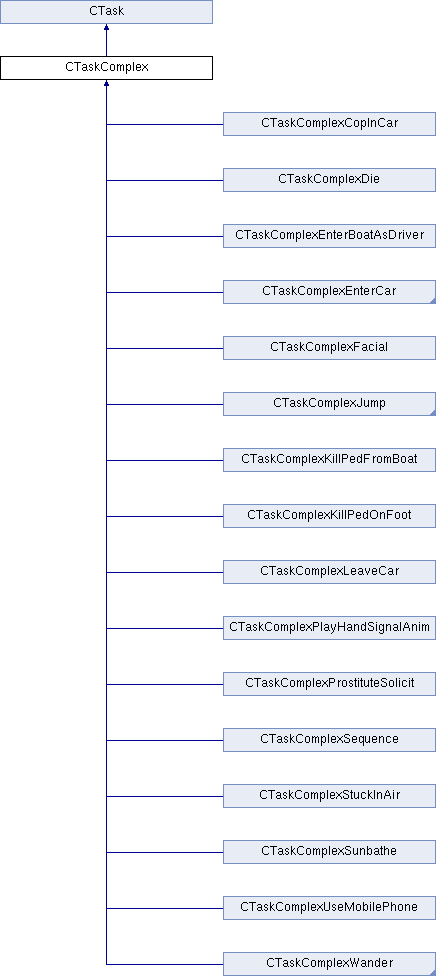 CTask
CTaskComplex
CTaskComplexCopInCar
CTaskComplexDie
CTaskComplexEnterBoatAsDriver
CTaskComplexEnterCar
CTaskComplexFacial
CTaskComplexJump
CTaskComplexKillPedFromBoat
CTaskComplexKillPedOnFoot
CTaskComplexLeaveCar
CTaskComplexPlayHandSignalAnim
CTaskComplexProstituteSolicit
CTaskComplexSequence
CTaskComplexStuckInAir
CTaskComplexSunbathe
CTaskComplexUseMobilePhone
CTaskComplexWander